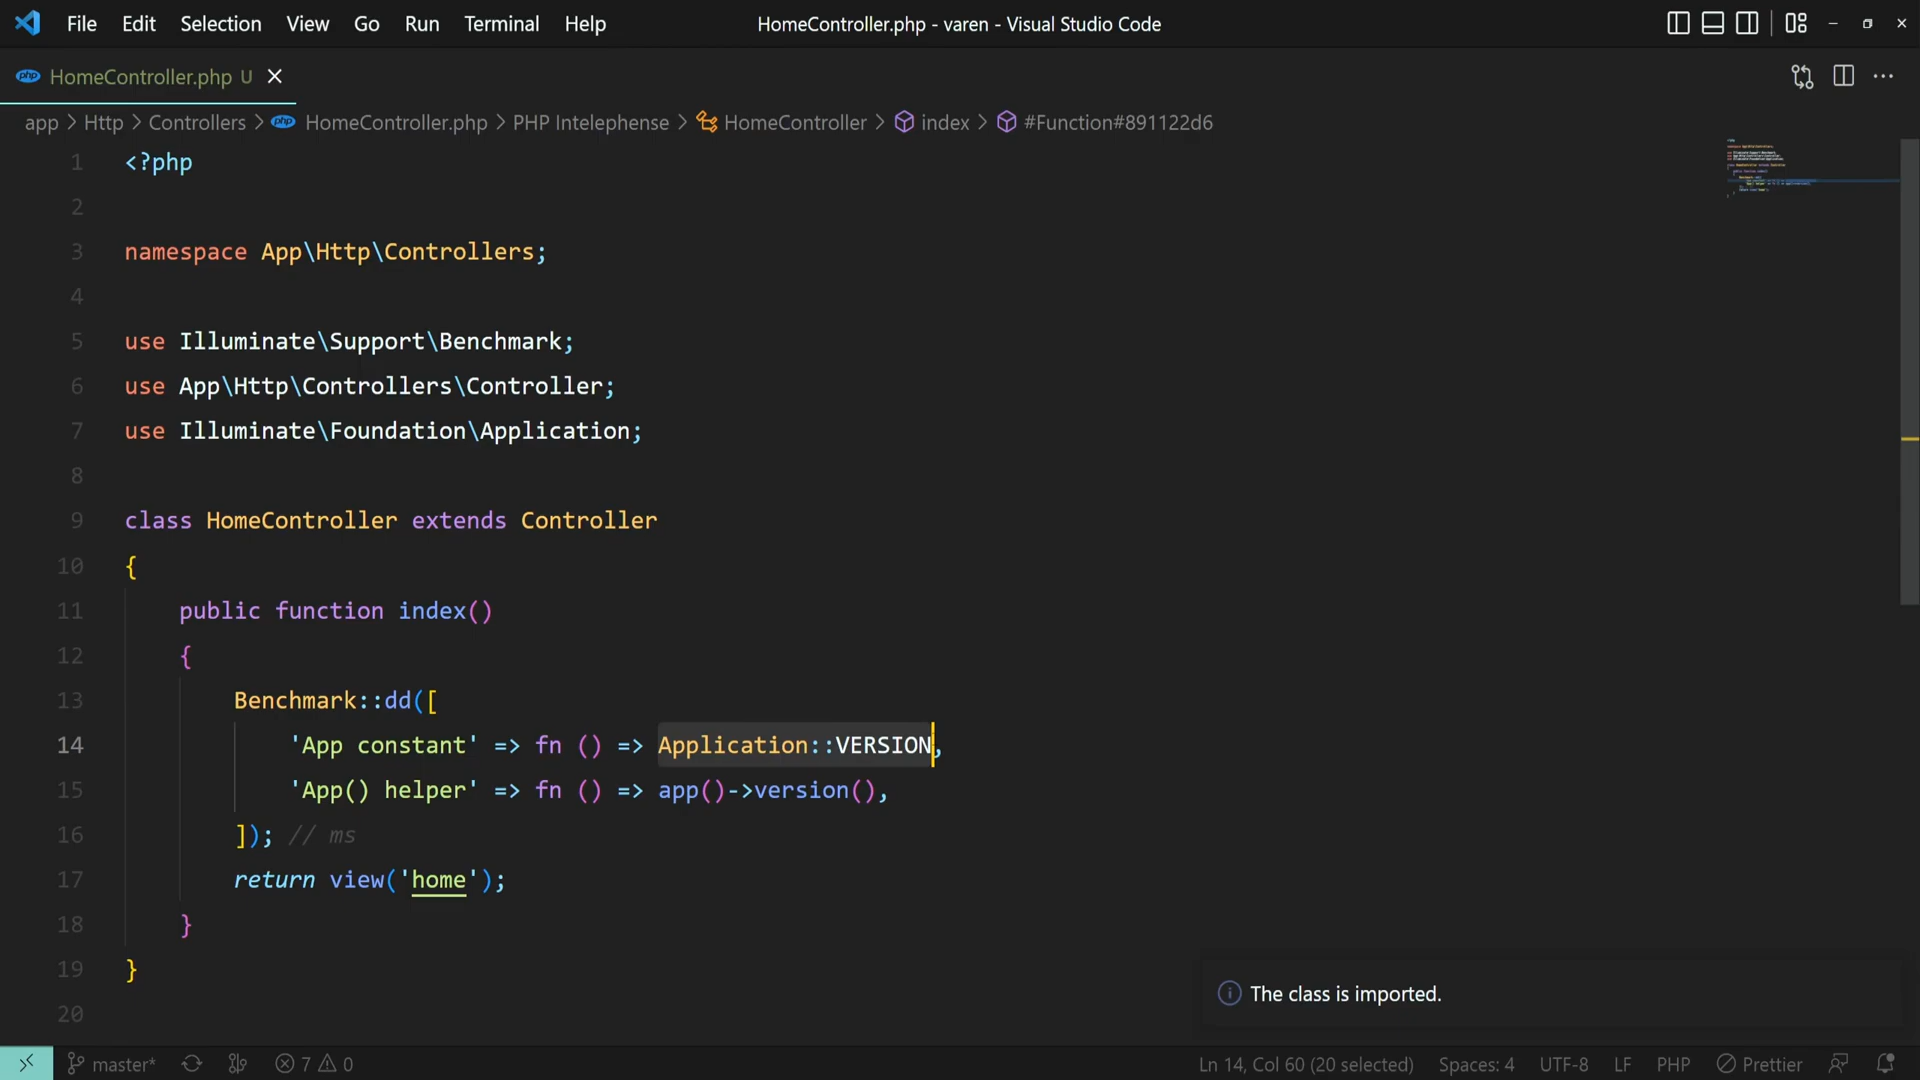 File Edit Selection View Go Run Terminal Help HomeController.php - varen - Visual Studio Code
php HomeController.php U
app > Http > Controllers > php HomeController.php > PHP Intelephense > HomeController > index > #Function#891122d6
1 <?php
2
3 namespace App\Http\Controllers;
4
5 use Illuminate\Support\Benchmark;
6 use App\Http\Controllers\Controller;
7 use Illuminate\Foundation\Application;
8
9 class HomeController extends Controller
10 {
11 public function index()
12 {
13 Benchmark::dd([
14 'App constant' => fn () => Application::VERSION,
15 'App() helper' => fn () => app()->version(),
16 ]); // ms
17 return view('home');
18 }
19 }
20
The class is imported.
master* 7 0 Ln 14, Col 60 (20 selected) Spaces: 4 UTF-8 LF PHP Prettier